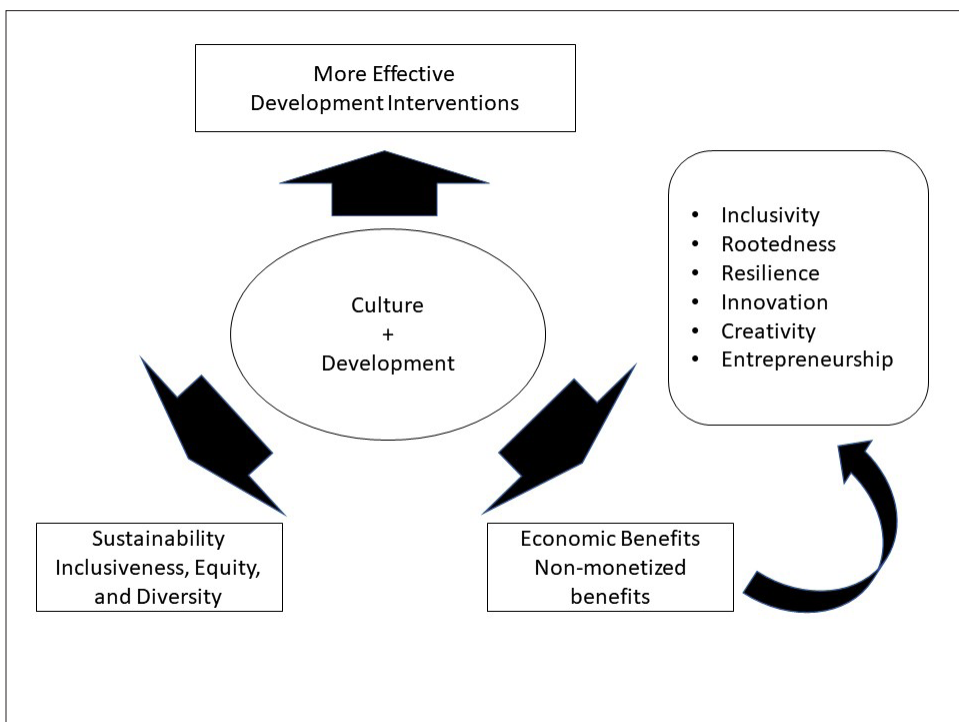 More Effective
Development Interventions
Culture
+
Development
• Inclusivity
• Rootedness
• Resilience
• Innovation
• Creativity
• Entrepreneurship
Sustainability
Inclusiveness, Equity,
and Diversity
Economic Benefits
Non-monetized
benefits